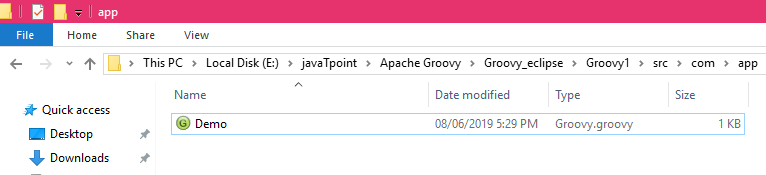 app
File Home Share View
This PC Local Disk (E:) javaTpoint Apache Groovy Groovy_eclipse Groovy1 src com app
Quick access
Desktop
Downloads
Name Date modified Type Size
G Demo 08/06/2019 5:29 PM Groovy.groovy 1 KB